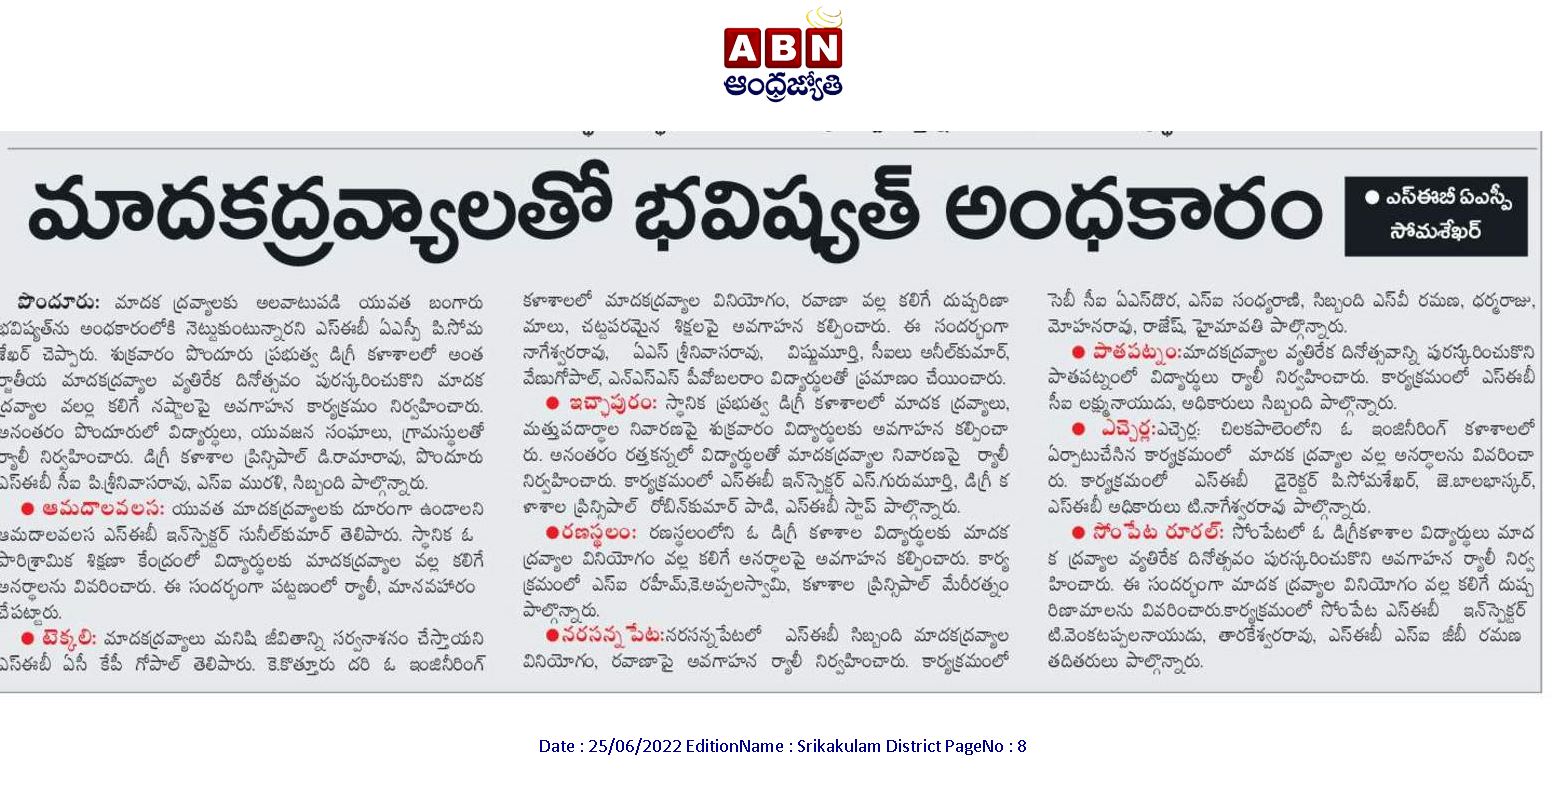 ABN
ఆంధ్రజ్యోతి
మాదకద్రవ్యాలతో భవిష్యత్ అంధకారం
● ఎస్ఈబీ ఏఎస్పీ
సోమశేఖర్
పొందూరు: మాదక ద్రవ్యాలకు అలవాటుపడి యువత బంగారు
భవిష్యత్‌ను అంధకారంలోకి నెట్టుకుంటున్నారని ఎస్ఈబీ ఏఎస్పీ పి.సోమ
శేఖర్ చెప్పారు. శుక్రవారం పొందూరు ప్రభుత్వ డిగ్రీ కళాశాలలో అంత
ర్జాతీయ మాదకద్రవ్యాల వ్యతిరేక దినోత్సవం పురస్కరించుకొని మాదక
ద్రవ్యాల వలల్ల కలిగే నష్టాలపై అవగాహన కార్యక్రమం నిర్వహించారు.
అనంతరం పొందూరులో విద్యార్థులు, యువజన సంఘాలు, గ్రామస్థులతో
ర్యాలీ నిర్వహించారు. డిగ్రీ కళాశాల ప్రిన్సిపాల్ డి.రామారావు, పొందూరు
ఎస్ఈబీ సీఐ పి.శ్రీనివాసరావు, ఎస్ఐ మురళి, సిబ్బంది పాల్గొన్నారు.
● ఆమదాలవలస: యువత మాదకద్రవ్యాలకు దూరంగా ఉండాలని
ఆమదాలవలస ఎస్ఈబీ ఇన్‌స్పెక్టర్ సునీల్‌కుమార్ తెలిపారు. స్థానిక ఓ
పారిశ్రామిక శిక్షణా కేంద్రంలో విద్యార్థులకు మాదకద్రవ్యాల వల్ల కలిగే
అనర్థాలను వివరించారు. ఈ సందర్భంగా పట్టణంలో ర్యాలీ, మానవహారం
చేపట్టారు.
● టెక్కలి: మాదకద్రవ్యాలు మనిషి జీవితాన్ని సర్వనాశనం చేస్తాయని
ఎస్ఈబీ ఏసీ కేపీ గోపాల్ తెలిపారు. కె.కొత్తూరు దరి ఓ ఇంజినీరింగ్
కళాశాలలో మాదకద్రవ్యాల వినియోగం, రవాణా వల్ల కలిగే దుష్పరిణా
మాలు, చట్టపరమైన శిక్షలపై అవగాహన కల్పించారు. ఈ సందర్భంగా
నాగేశ్వరరావు, ఏఎస్ శ్రీనివాసరావు, విష్ణుమూర్తి, సీఐలు అనీల్‌కుమార్,
వేణుగోపాల్, ఎన్ఎస్ఎస్ పీవోబలరాం విద్యార్థులతో ప్రమాణం చేయించారు.
● ఇచ్ఛాపురం: స్థానిక ప్రభుత్వ డిగ్రీ కళాశాలలో మాదక ద్రవ్యాలు,
మత్తుపదార్థాల నివారణపై శుక్రవారం విద్యార్థులకు అవగాహన కల్పించా
రు. అనంతరం రత్తకన్నలో విద్యార్థులతో మాదకద్రవ్యాల నివారణపై ర్యాలీ
నిర్వహించారు. కార్యక్రమంలో ఎస్ఈబీ ఇన్‌స్పెక్టర్ ఎస్.గురుమూర్తి, డిగ్రీ క
ళాశాల ప్రిన్సిపాల్ రోబిన్‌కుమార్ పాడి, ఎస్ఈబీ స్టాప్ పాల్గొన్నారు.
●రణస్థలం: రణస్థలంలోని ఓ డిగ్రీ కళాశాల విద్యార్థులకు మాదక
ద్రవ్యాల వినియోగం వల్ల కలిగే అనర్థాలపై అవగాహన కల్పించారు. కార్య
క్రమంలో ఎస్ఐ రహీమ్,కె.అప్పలస్వామి, కళాశాల ప్రిన్సిపాల్ మేరీరత్నం
పాల్గొన్నారు.
●నరసన్నపేట:నరసన్నపేటలో ఎస్ఈబీ సిబ్బంది మాదకద్రవ్యాల
వినియోగం, రవాణాపై అవగాహన ర్యాలీ నిర్వహించారు. కార్యక్రమంలో
సెబీ సీఐ ఏఎస్‌దొర, ఎస్ఐ సంధ్యరాణి, సిబ్బంది ఎస్‌వీ రమణ, ధర్మరాజు,
మోహనరావు, రాజేష్, హైమావతి పాల్గొన్నారు.
● పాతపట్నం:మాదకద్రవ్యాల వ్యతిరేక దినోత్సవాన్ని పురస్కరించుకొని
పాతపట్నంలో విద్యార్థులు ర్యాలీ నిర్వహించారు. కార్యక్రమంలో ఎస్ఈబీ
సీఐ లక్ష్మునాయుడు, అధికారులు సిబ్బంది పాల్గొన్నారు.
● ఎచ్చెర్ల:ఎచ్చెర్ల: చిలకపాలెంలోని ఓ ఇంజినీరింగ్ కళాశాలలో
ఏర్పాటుచేసిన కార్యక్రమంలో మాదక ద్రవ్యాల వల్ల అనర్థాలను వివరించా
రు. కార్యక్రమంలో ఎస్ఈబీ డైరెక్టర్ పి.సోమశేఖర్, జె.బాలభాస్కర్,
ఎస్ఈబీ అధికారులు టి.నాగేశ్వరరావు పాల్గొన్నారు.
● సోంపేట రూరల్: సోంపేటలో ఓ డిగ్రీకళాశాల విద్యార్థులు మాద
క ద్రవ్యాల వ్యతిరేక దినోత్సవం పురస్కరించుకొని అవగాహన ర్యాలీ నిర్వ
హించారు. ఈ సందర్భంగా మాదక ద్రవ్యాల వినియోగం వల్ల కలిగే దుష్ప
రిణామాలను వివరించారు.కార్యక్రమంలో సోంపేట ఎస్ఈబీ ఇన్‌స్పెక్టర్
టి.వెంకటప్పలనాయుడు, తారకేశ్వరరావు, ఎస్ఈబీ ఎస్ఐ జీబీ రమణ
తదితరులు పాల్గొన్నారు.
Date : 25/06/2022 EditionName : Srikakulam District PageNo : 8